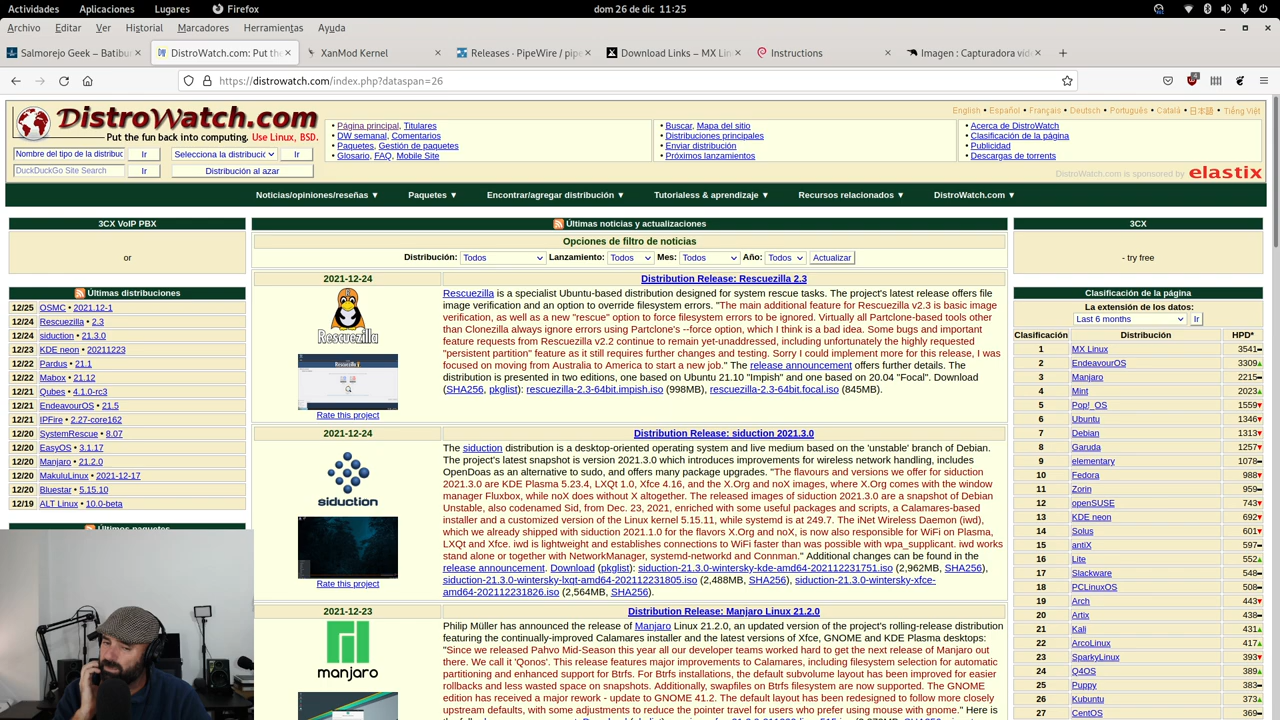 dom 26 de dic 11:25
Archivo Editar Ver Historial Marcadores Herramientas Ayuda
Salmorejo Geek – Batibur
DistroWatch.com: Put the
XanMod Kernel
Releases · PipeWire / pipe
Download Links – MX Lin
Instructions
Imagen : Capturadora vide
https://distrowatch.com/index.php?dataspan=26
DistroWatch.com
Put the fun back into computing. Use Linux, BSD.
English • Español • Français • Deutsch • Português • Català • 日本語 • Tiếng Việt
• Página principal, Titulares
• DW semanal, Comentarios
• Paquetes, Gestión de paquetes
• Glosario, FAQ, Mobile Site
• Buscar, Mapa del sitio
• Distribuciones principales
• Enviar distribución
• Próximos lanzamientos
• Acerca de DistroWatch
• Clasificación de la página
• Publicidad
• Descargas de torrents
Nombre del tipo de la distribuc Ir Selecciona la distribució Ir
DuckDuckGo Site Search Ir Distribución al azar
DistroWatch.com is sponsored by elastix
Noticias/opiniones/reseñas ▼ Paquetes ▼ Encontrar/agregar distribución ▼ Tutorialess & aprendizaje ▼ Recursos relacionados ▼ DistroWatch.com ▼
3CX VoIP PBX
or
Últimas distribuciones
12/25 OSMC • 2021.12-1
12/24 Rescuezilla • 2.3
12/24 siduction • 21.3.0
12/23 KDE neon • 20211223
12/22 Pardus • 21.1
12/22 Mabox • 21.12
12/21 Qubes • 4.1.0-rc3
12/21 EndeavourOS • 21.5
12/21 IPFire • 2.27-core162
12/20 SystemRescue • 8.07
12/20 EasyOS • 3.1.17
12/20 Manjaro • 21.2.0
12/20 MakuluLinux • 2021-12-17
12/20 Bluestar • 5.15.10
12/19 ALT Linux • 10.0-beta
Últimos paquetes
Últimas noticias y actualizaciones
Opciones de filtro de noticias
Distribución: Todos Lanzamiento: Todos Mes: Todos Año: Todos Actualizar
2021-12-24 Distribution Release: Rescuezilla 2.3
Rescuezilla
Rate this project
Rescuezilla is a specialist Ubuntu-based distribution designed for system rescue tasks. The project's latest release offers file
image verification and an option to override filesystem errors. "The main additional feature for Rescuezilla v2.3 is basic image
verification, as well as a new "rescue" option to force filesystem errors to be ignored. Virtually all Partclone-based tools other
than Clonezilla always ignore errors using Partclone's --force option, which I think is a bad idea. Some bugs and important
feature requests from Rescuezilla v2.2 continue to remain yet-unaddressed, including unfortunately the highly requested
"persistent partition" feature as it still requires further changes and testing. Sorry I could implement more for this release, I was
focused on moving from Australia to America to start a new job." The release announcement offers further details. The
distribution is presented in two editions, one based on Ubuntu 21.10 "Impish" and one based on 20.04 "Focal". Download
(SHA256, pkglist): rescuezilla-2.3-64bit.impish.iso (998MB), rescuezilla-2.3-64bit.focal.iso (845MB).
2021-12-24 Distribution Release: siduction 2021.3.0
siduction
Rate this project
The siduction distribution is a desktop-oriented operating system and live medium based on the 'unstable' branch of Debian.
The project's latest snapshot is version 2021.3.0 which introduces improvements for wireless network handling, includes
OpenDoas as an alternative to sudo, and offers many package upgrades. "The flavours and versions we offer for siduction
2021.3.0 are KDE Plasma 5.23.4, LXQt 1.0, Xfce 4.16, and the X.Org and noX images, where X.Org comes with the window
manager Fluxbox, while noX does without X altogether. The released images of siduction 2021.3.0 are a snapshot of Debian
Unstable, also codenarrad Sid, from Dec. 23, 2021, enriched with some useful packages and scripts, a Calamares-based
installer and a customized version of the Linux kernel 5.15.11, while systemd is at 249.7. The iNet Wireless Daemon (iwd),
which we already shipped with siduction 2021.1.0 for the flavors X.Org and noX, is now also responsible for WiFi on Plasma,
LXQt and Xfce. iwd is lightweight and establishes connections to WiFi faster than was possible with wpa_supplicant. iwd works
stand alone or together with NetworkManager, systemd-networkd and Connman." Additional changes can be found in the
release announcement. Download (pkglist): siduction-21.3.0-wintersky-kde-amd64-202112231751.iso (2,962MB, SHA256),
siduction-21.3.0-wintersky-lxqt-amd64-202112231805.iso (2,488MB, SHA256), siduction-21.3.0-wintersky-xfce-
amd64-202112231826.iso (2,564MB, SHA256).
2021-12-23 Distribution Release: Manjaro Linux 21.2.0
manjaro
Philip Müller has announced the release of Manjaro Linux 21.2.0, an updated version of the project's rolling-release distribution
featuring the continually-improved Calamares installer and the latest versions of Xfce, GNOME and KDE Plasma desktops:
"Since we released Pahvo Mid-Season this year all our developer teams worked hard to get the next release of Manjaro out
there. We call it 'Qonos'. This release features major improvements to Calamares, including filesystem selection for automatic
partitioning and enhanced support for Btrfs. For Btrfs installations, the default subvolume layout has been improved for easier
rollbacks and less wasted space on snapshots. Additionally, swapfiles on Btrfs filesystem are now supported. The GNOME
edition has received a major rework - update to GNOME 41.2. The default layout has been redesigned to follow more closely
upstream defaults, with some adjustments to reduce the pointer travel for users who prefer using mouse with gnome." Here is
3CX
- try free
Clasificación de la página
La extensión de los datos:
Last 6 months Ir
Clasificación Distribución HPD*
1 MX Linux 3541
2 EndeavourOS 3309
3 Manjaro 2215
4 Mint 2023
5 Pop!_OS 1559
6 Ubuntu 1346
7 Debian 1313
8 Garuda 1257
9 elementary 1078
10 Fedora 988
11 Zorin 959
12 openSUSE 743
13 KDE neon 692
14 Solus 601
15 antiX 597
16 Lite 552
17 Slackware 548
18 PCLinuxOS 508
19 Arch 443
20 Artix 438
21 Kali 431
22 ArcoLinux 417
23 SparkyLinux 393
24 Q4OS 389
25 Puppy 383
26 Kubuntu 373
27 CentOS 369